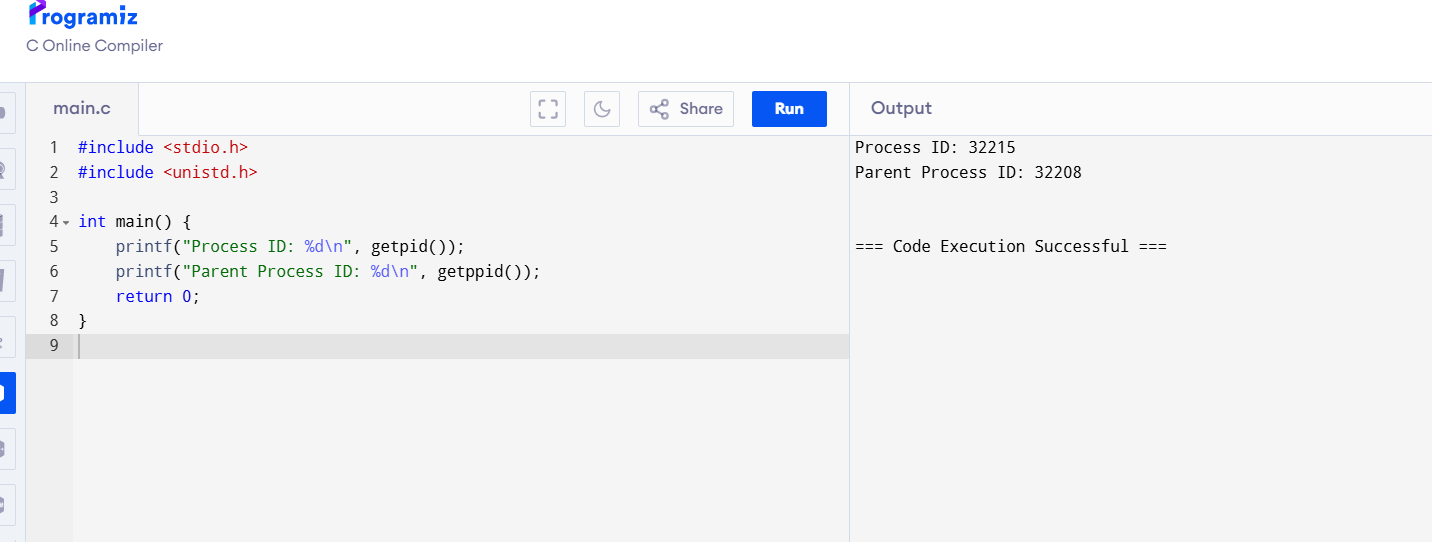 Programiz
C Online Compiler
main.c
Share
Run
Output
1 #include <stdio.h>
2 #include <unistd.h>
3
4 int main() {
5     printf("Process ID: %d\n", getpid());
6     printf("Parent Process ID: %d\n", getppid());
7     return 0;
8 }
9
Process ID: 32215
Parent Process ID: 32208
=== Code Execution Successful ===